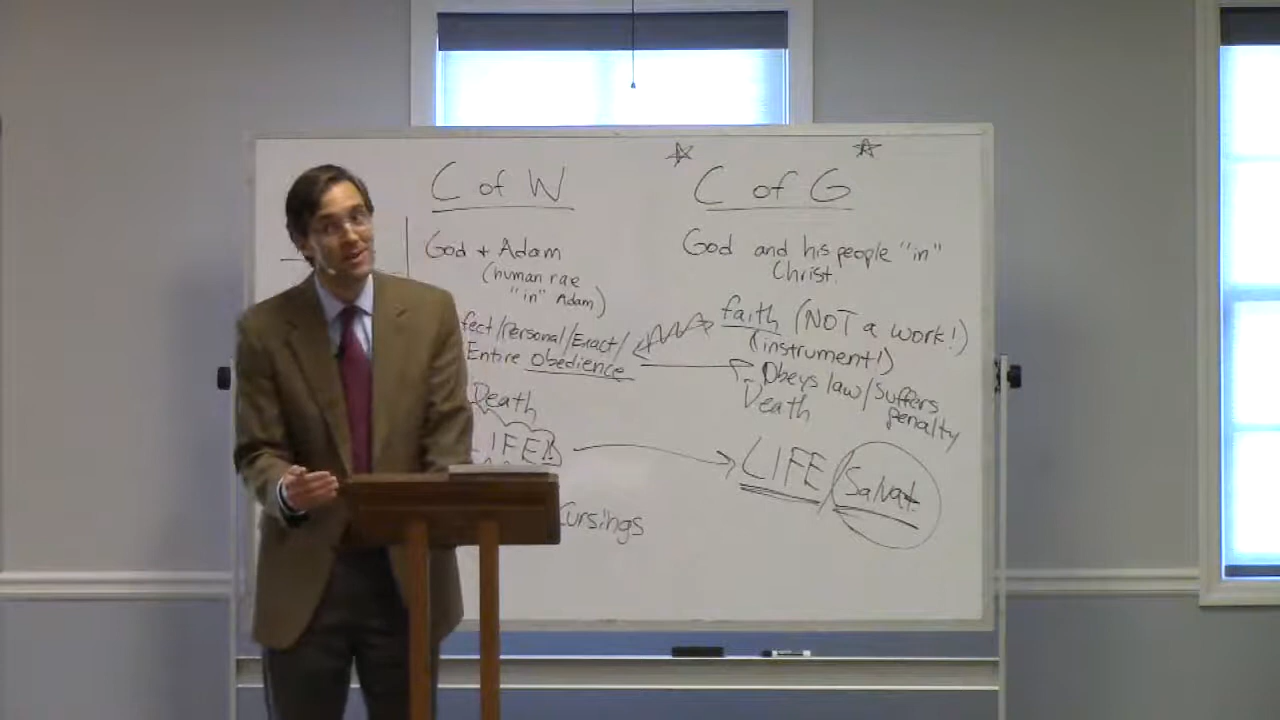 C of W
God + Adam
(human rae
"in" Adam)
fect/Personal/Exact/
Entire obedience
Death
LIFE
Cursings
C of G
God and his people "in"
Christ.
faith (NOT a work!)
(instrument!)
Obeys law/Suffers
penalty
Death
LIFE/Salvat.